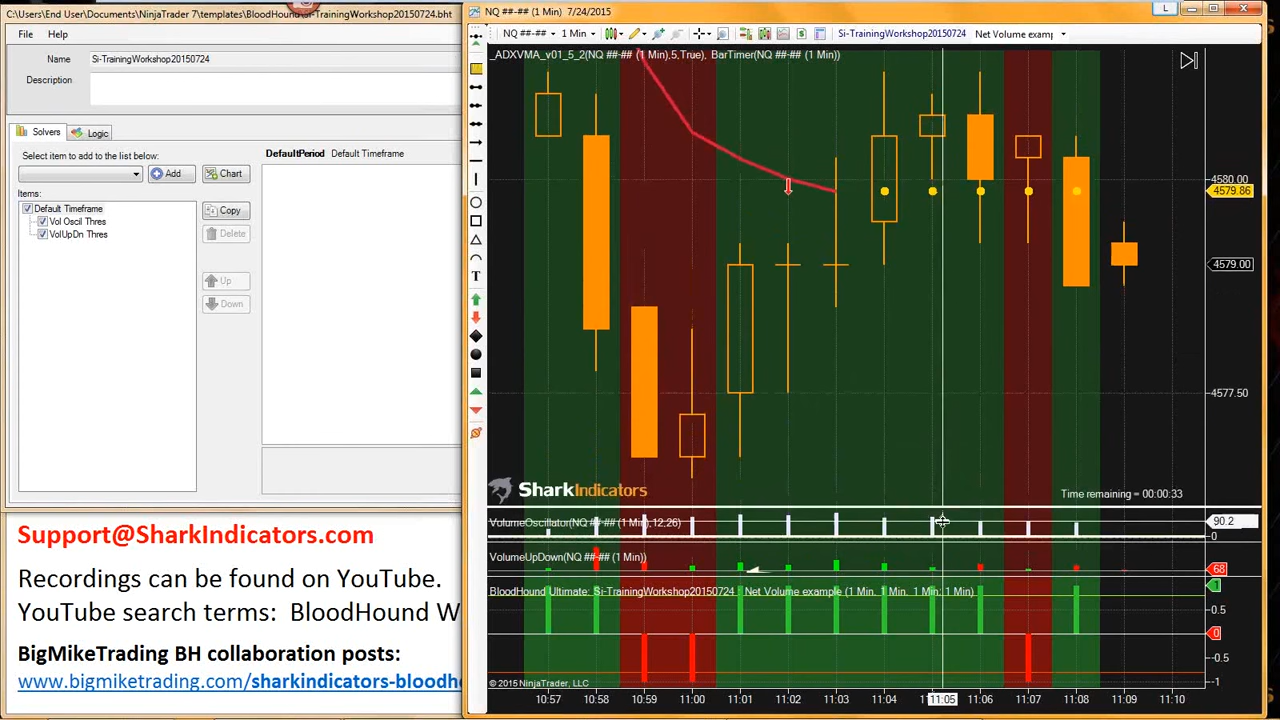 C:\Users\End User\Documents\NinjaTrader 7\templates\BloodHound\Si-TrainingWorkshop20150724.bht
File Help
Name Si-TrainingWorkshop20150724
Description
Solvers Logic
DefaultPeriod Default Timeframe
Select item to add to the list below:
Add Chart
Items:
Default Timeframe
Vol Oscil Thres
VolUpDn Thres
Copy
Delete
Up
Down
Support@SharkIndicators.com
Recordings can be found on YouTube.
YouTube search terms: BloodHound W
BigMikeTrading BH collaboration posts:
www.bigmiketrading.com/sharkindicators-bloodh
NQ ##-## (1 Min) 7/24/2015
L
NQ ##-## 1 Min Si-TrainingWorkshop20150724 Net Volume examp
_ADXVMA_v01_5_2(NQ ##-## (1 Min),5,True), BarTimer(NQ ##-## (1 Min))
T
4580.00
4579.86
4579.00
4577.50
SharkIndicators
Time remaining = 00:00:33
VolumeOscillator(NQ ##-## (1 Min),12,26)
90.2
0
VolumeUpDown(NQ ##-## (1 Min))
68
BloodHound Ultimate: Si-TrainingWorkshop20150724, Net Volume example (1 Min, 1 Min, 1 Min, 1 Min)
1
0.5
0
-0.5
-1
© 2015 NinjaTrader, LLC
10:57 10:58 10:59 11:00 11:01 11:02 11:03 11:04 11:05 11:06 11:07 11:08 11:09 11:10